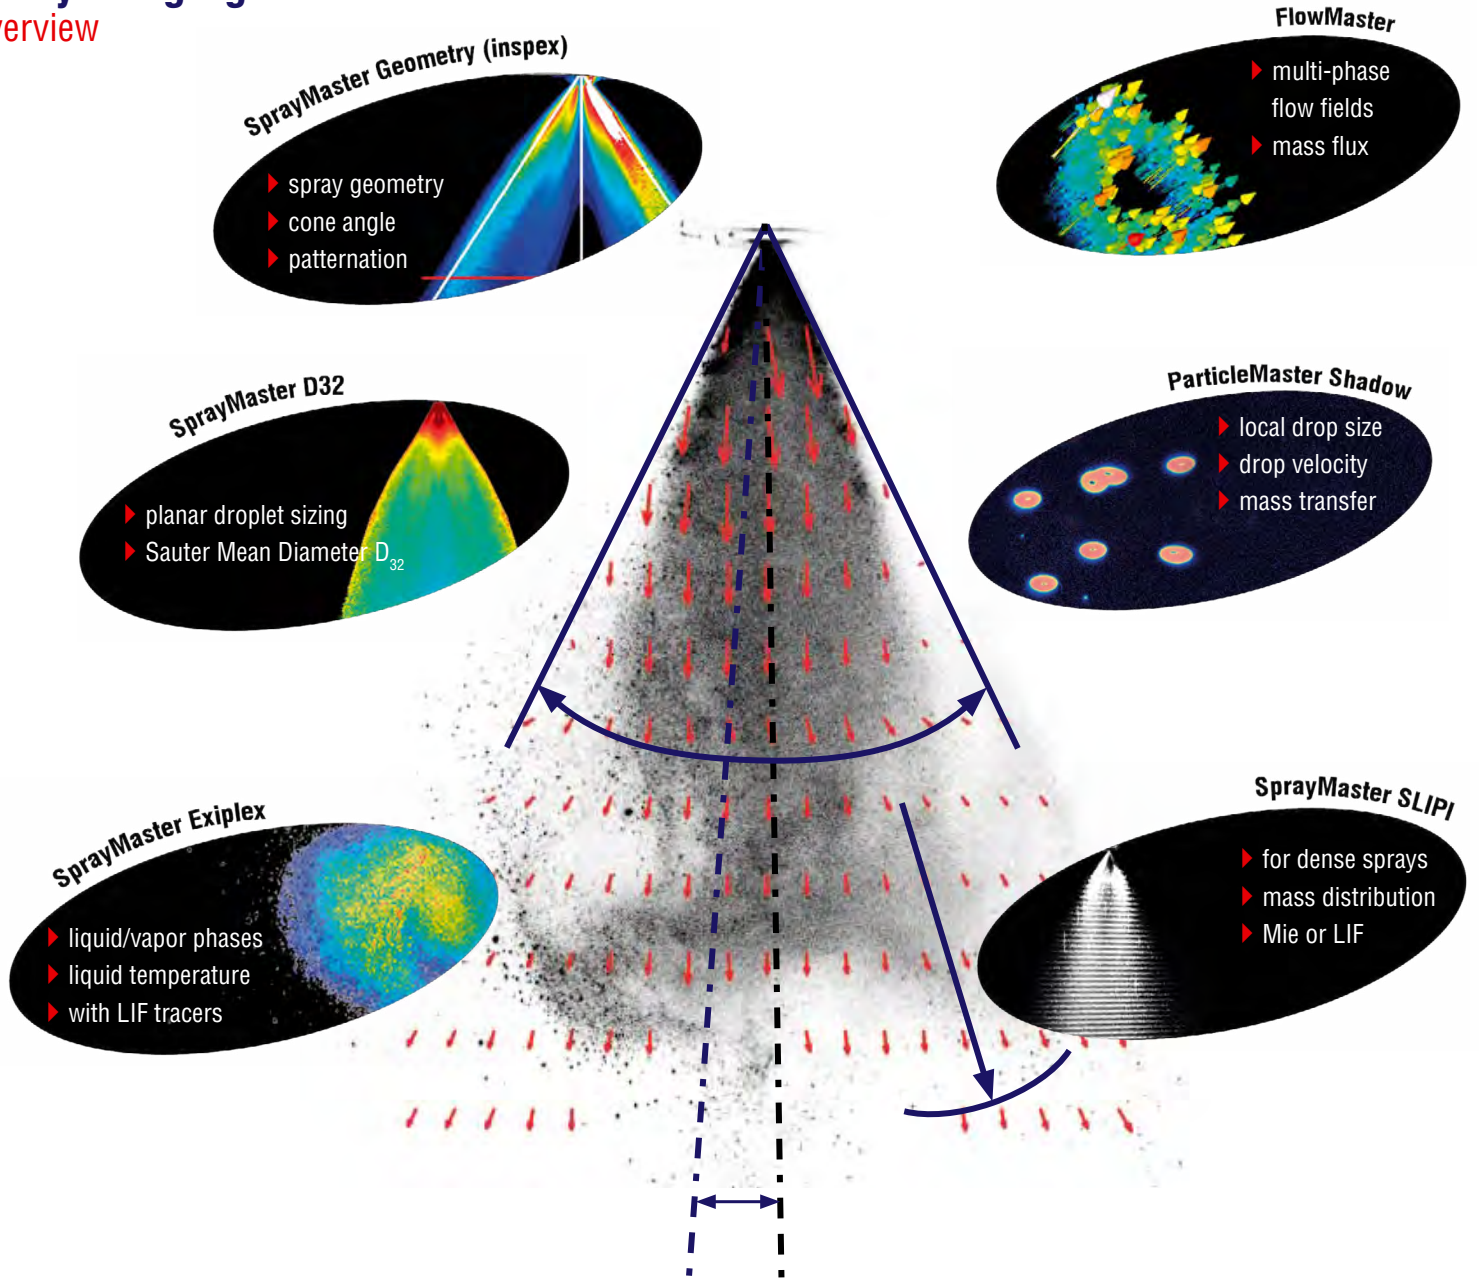 verview
SprayMaster Geometry (inspex)
spray geometry
cone angle
patternation
FlowMaster
multi-phase
flow fields
mass flux
SprayMaster D32
planar droplet sizing
Sauter Mean Diameter D32
ParticleMaster Shadow
local drop size
drop velocity
mass transfer
SprayMaster Exiplex
liquid/vapor phases
liquid temperature
with LIF tracers
SprayMaster SLIPI
for dense sprays
mass distribution
Mie or LIF